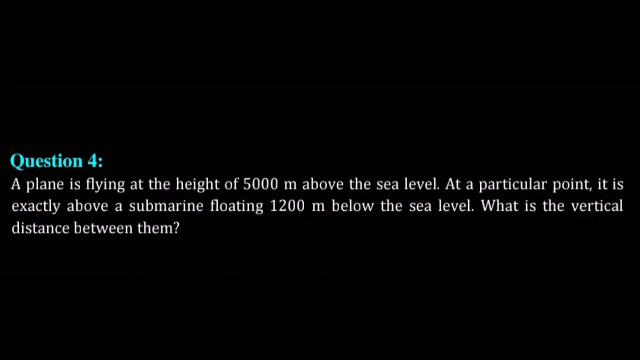 Question 4:
A plane is flying at the height of 5000 m above the sea level. At a particular point, it is
exactly above a submarine floating 1200 m below the sea level. What is the vertical
distance between them?